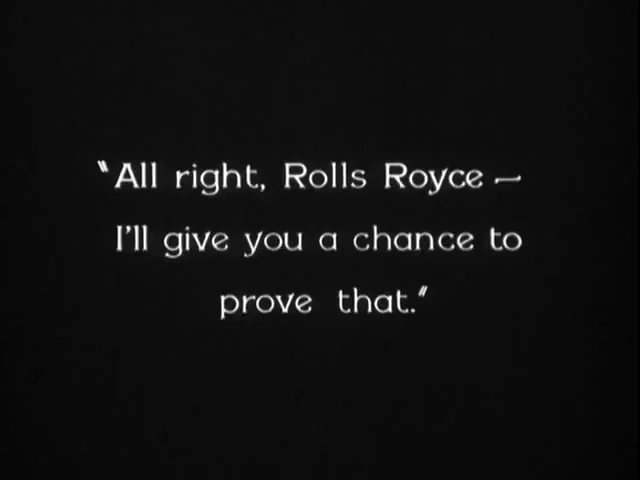 "All right, Rolls Royce —
I'll give you a chance to
prove that."